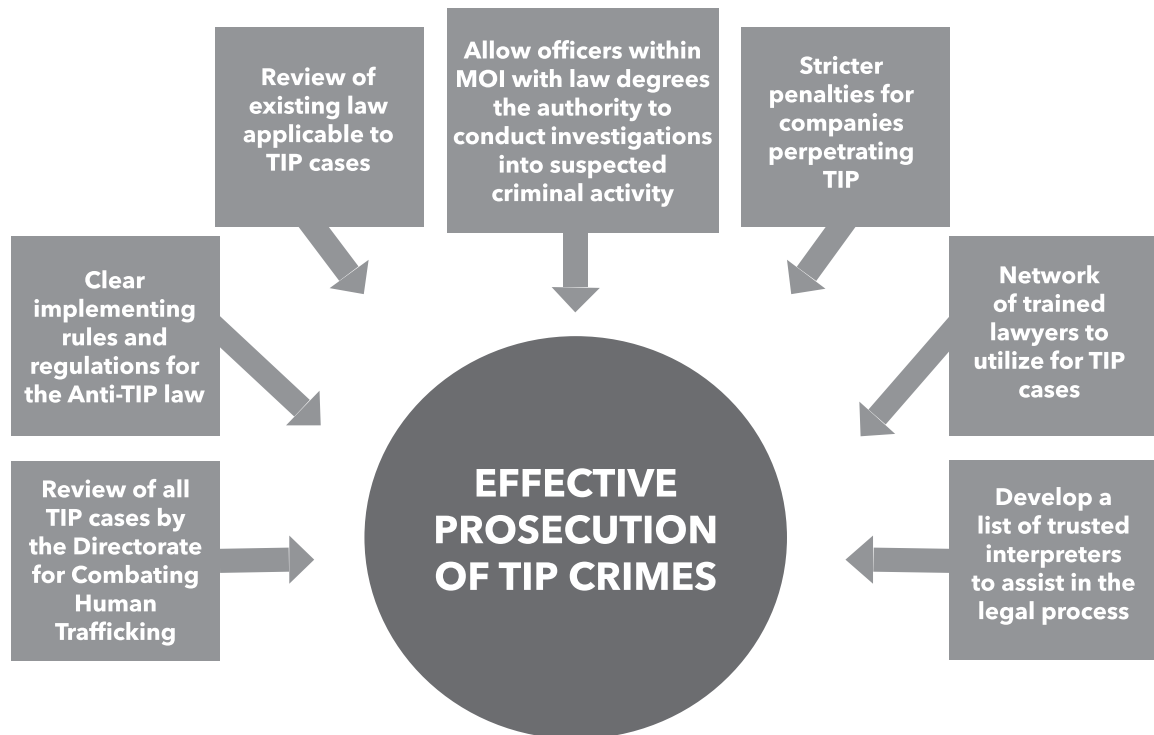 Allow officers within
MOI with law degrees
the authority to
conduct investigations
into suspected
criminal activity
Review of
existing law
applicable to
TIP cases
Stricter
penalties for
companies
perpetrating
TIP
Clear
implementing
rules and
regulations for
the Anti-TIP law
Network
of trained
lawyers to
utilize for TIP
cases
Review of all
TIP cases by
the Directorate
for Combating
Human
Trafficking
EFFECTIVE
PROSECUTION
OF TIP CRIMES
Develop a
list of trusted
interpreters
to assist in the
legal process